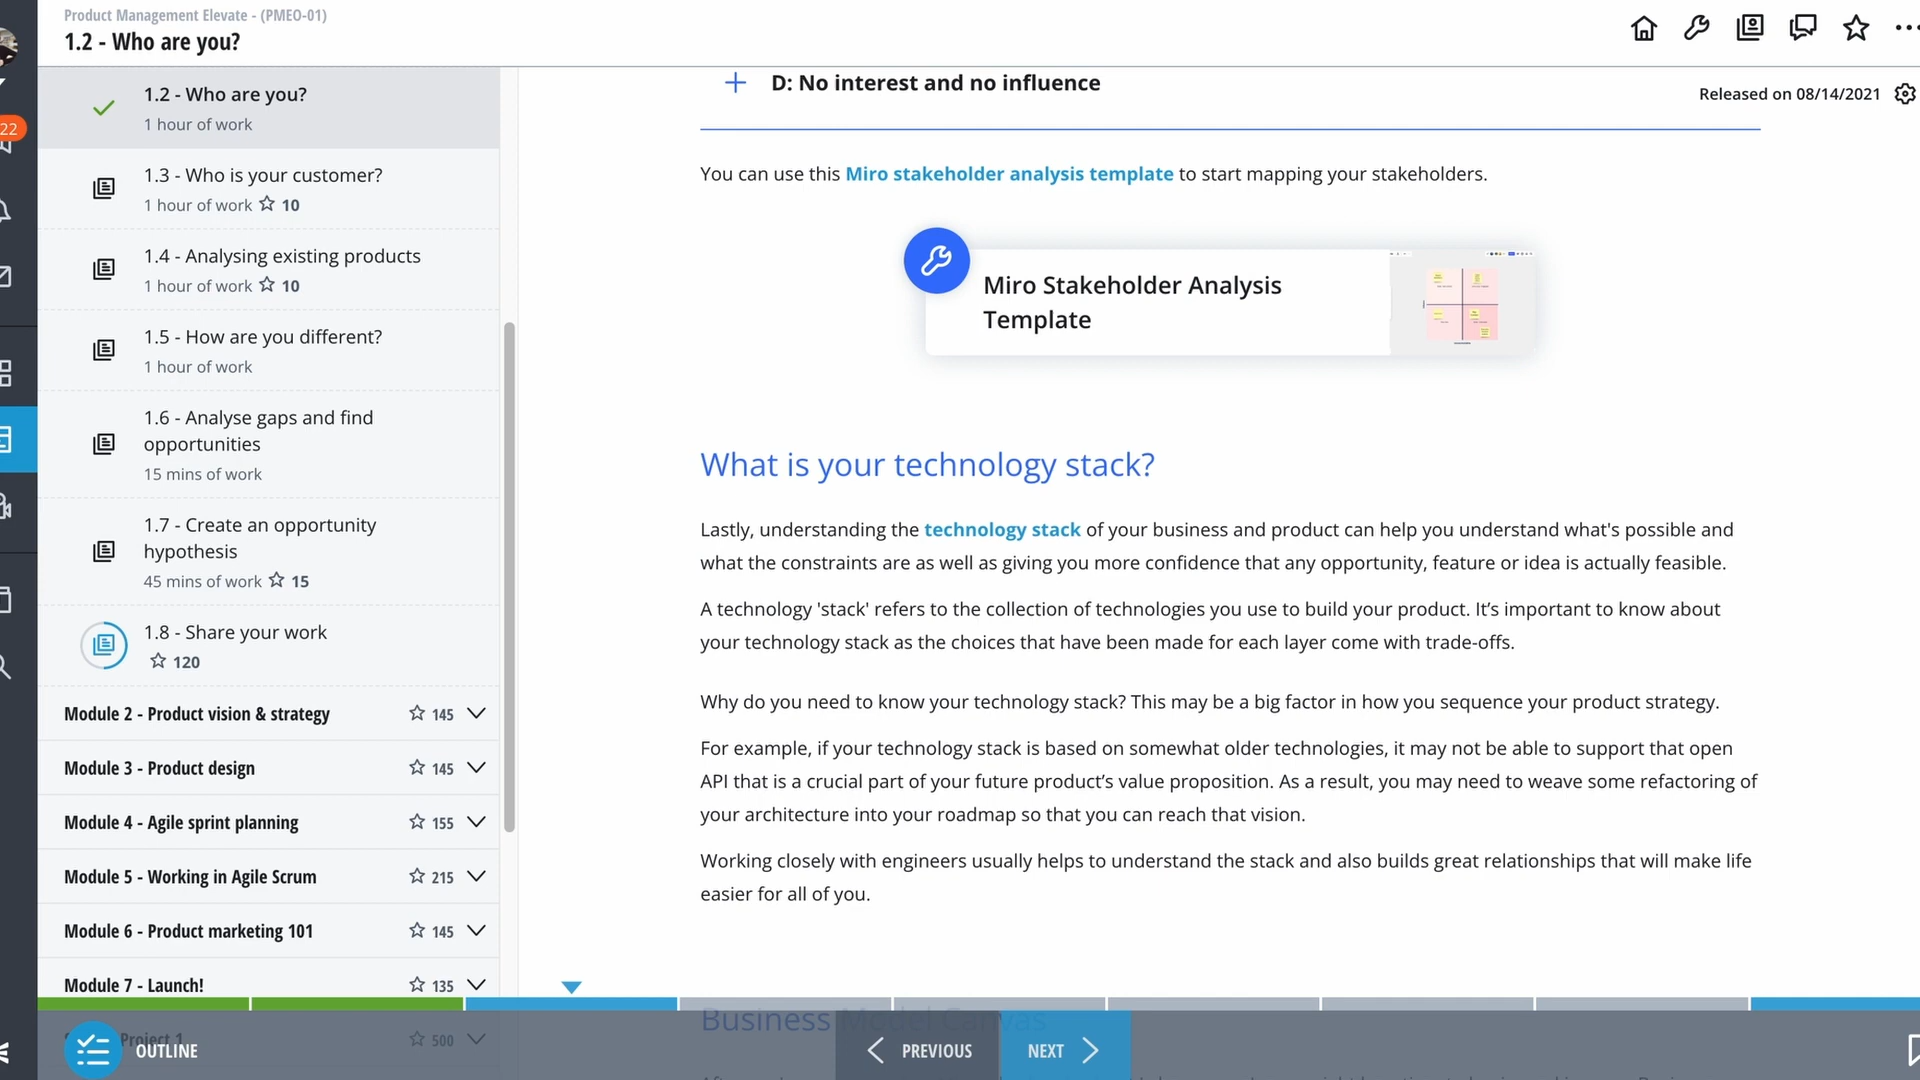 Product Management Elevate - (PMEO-01)
1.2 - Who are you?
22
1.2 - Who are you?
1 hour of work
1.3 - Who is your customer?
1 hour of work 10
1.4 - Analysing existing products
1 hour of work 10
1.5 - How are you different?
1 hour of work
1.6 - Analyse gaps and find
opportunities
15 mins of work
1.7 - Create an opportunity
hypothesis
45 mins of work 15
1.8 - Share your work
120
Module 2 - Product vision & strategy 145
Module 3 - Product design 145
Module 4 - Agile sprint planning 155
Module 5 - Working in Agile Scrum 215
Module 6 - Product marketing 101 145
Module 7 - Launch! 135
Project 1 500
OUTLINE
D: No interest and no influence
Released on 08/14/2021
You can use this Miro stakeholder analysis template to start mapping your stakeholders.
Miro Stakeholder Analysis
Template
What is your technology stack?
Lastly, understanding the technology stack of your business and product can help you understand what's possible and
what the constraints are as well as giving you more confidence that any opportunity, feature or idea is actually feasible.
A technology 'stack' refers to the collection of technologies you use to build your product. It’s important to know about
your technology stack as the choices that have been made for each layer come with trade-offs.
Why do you need to know your technology stack? This may be a big factor in how you sequence your product strategy.
For example, if your technology stack is based on somewhat older technologies, it may not be able to support that open
API that is a crucial part of your future product’s value proposition. As a result, you may need to weave some refactoring of
your architecture into your roadmap so that you can reach that vision.
Working closely with engineers usually helps to understand the stack and also builds great relationships that will make life
easier for all of you.
Business Model Canvas
PREVIOUS
NEXT